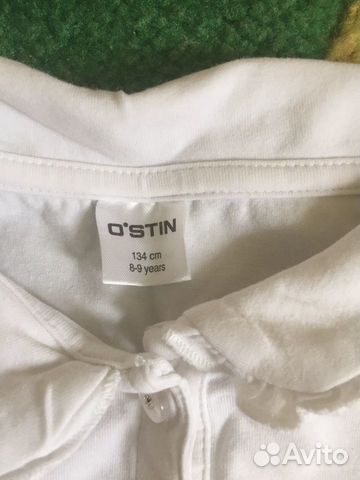 O'STIN
134 cm
8-9 years
Avito